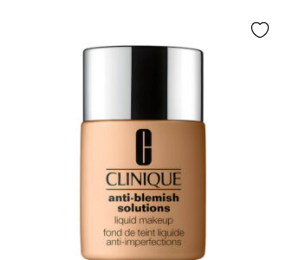 C
CLINIQUE
anti-blemish
solutions
liquid makeup
fond de teint liquide
anti-imperfections